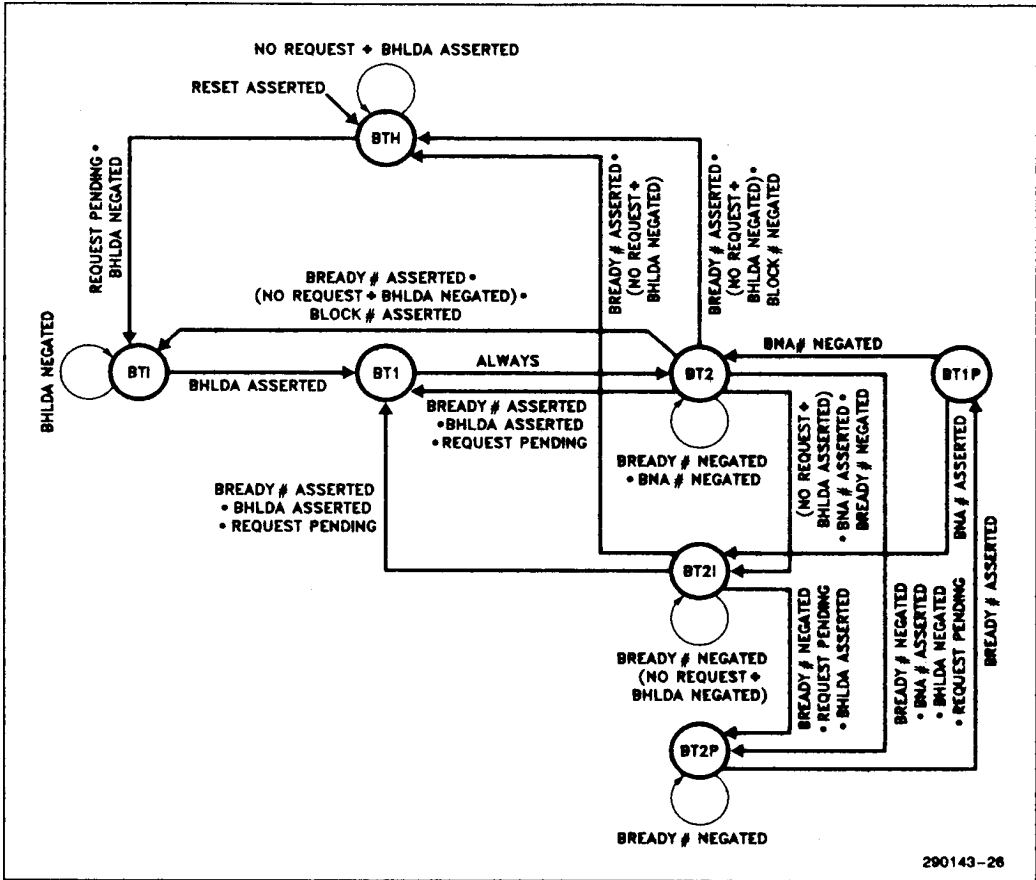 NO REQUEST + BHLDA ASSERTED
RESET ASSERTED
BTH
REQUEST PENDING •
BHLDA NEGATED
BREADY # ASSERTED •
(NO REQUEST +
BHLDA NEGATED)
BREADY # ASSERTED •
(NO REQUEST +
BHLDA NEGATED) •
BLOCK # NEGATED
BREADY # ASSERTED •
(NO REQUEST + BHLDA NEGATED) •
BLOCK # ASSERTED
BHLDA NEGATED
BTI
BHLDA ASSERTED
BT1
ALWAYS
BT2
BNA# NEGATED
BT1P
BREADY # ASSERTED
• BHLDA ASSERTED
• REQUEST PENDING
BREADY # NEGATED
• BNA # NEGATED
(NO REQUEST +
BHLDA ASSERTED)
• BNA # ASSERTED •
BREADY # NEGATED
BNA # ASSERTED
BREADY # ASSERTED
• BHLDA ASSERTED
• REQUEST PENDING
BT2I
BREADY # NEGATED
(NO REQUEST +
BHLDA NEGATED)
BREADY # NEGATED
• REQUEST PENDING
• BHLDA ASSERTED
BREADY # NEGATED
• BNA # ASSERTED
• BHLDA NEGATED
• REQUEST PENDING
BREADY # ASSERTED
BT2P
BREADY # NEGATED
290143-26